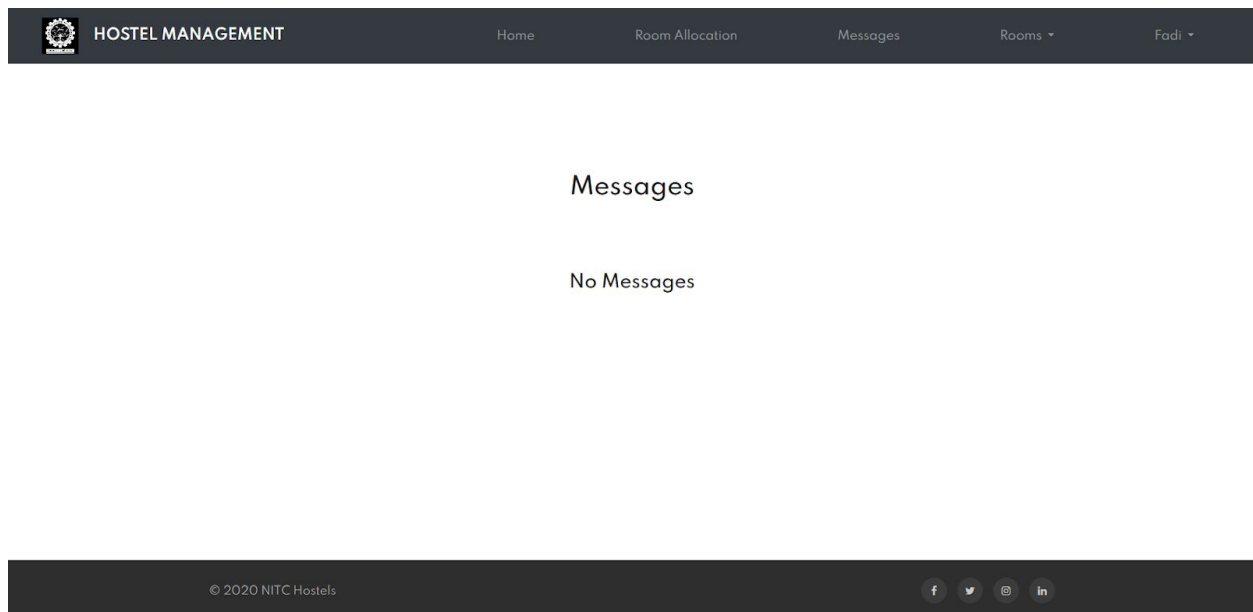 HOSTEL MANAGEMENT Home Room Allocation Messages Rooms Fadi
Messages
No Messages
© 2020 NITC Hostels